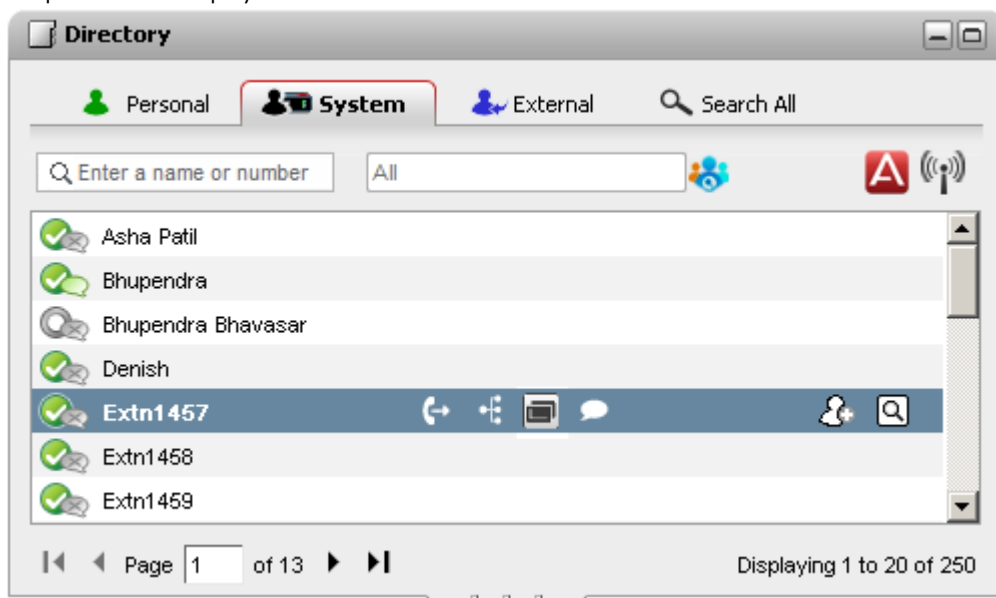 Directory
Personal System External Search All
Enter a name or number All A
Asha Patil
Bhupendra
Bhupendra Bhavasar
Denish
Extn1457
Extn1458
Extn1459
Page 1 of 13 Displaying 1 to 20 of 250